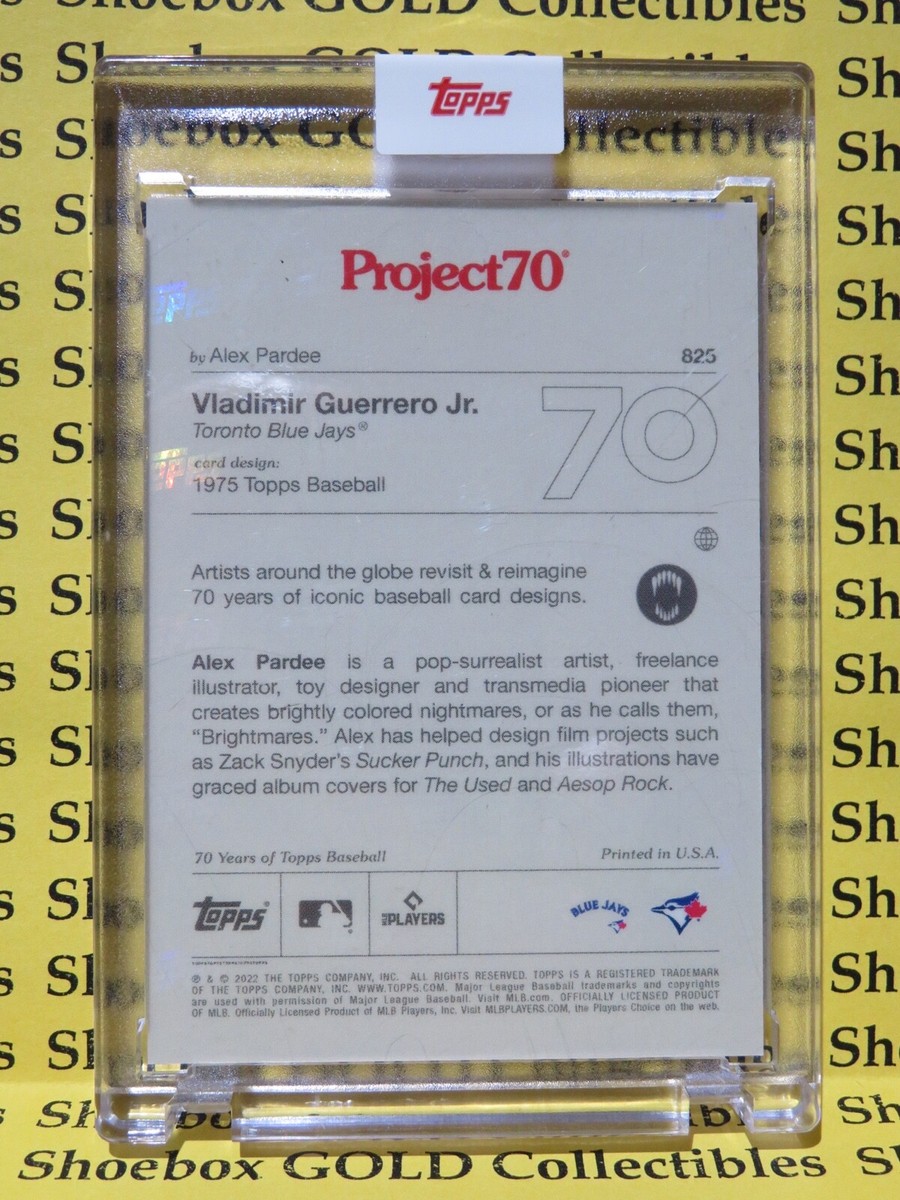 Shoebox GOLD Collectibles Sh
s Sh GOLD Collectibles Sh
Topps
Shoebox GO ollectible
Project70®
by Alex Pardee 825
Vladimir Guerrero Jr.
Toronto Blue Jays®
card design:
1975 Topps Baseball
70
Artists around the globe revisit & reimagine
70 years of iconic baseball card designs.
Alex Pardee is a pop-surrealist artist, freelance
illustrator, toy designer and transmedia pioneer that
creates brightly colored nightmares, or as he calls them,
“Brightmares.” Alex has helped design film projects such
as Zack Snyder’s Sucker Punch, and his illustrations have
graced album covers for The Used and Aesop Rock.
70 Years of Topps Baseball Printed in U.S.A.
Topps® PLAYERS BLUE JAYS
℗ & © 2022 THE TOPPS COMPANY, INC. ALL RIGHTS RESERVED. TOPPS IS A REGISTERED TRADEMARK
OF THE TOPPS COMPANY, INC. WWW.TOPPS.COM. Major League Baseball trademarks and copyrights
are used with permission of Major League Baseball. Visit MLB.com. OFFICIALLY LICENSED PRODUCT
OF MLB. Officially Licensed Product of MLB Players, Inc. Visit MLBPLAYERS.COM, the Players Choice on the web.
Shoebox GOLD Collectibles S